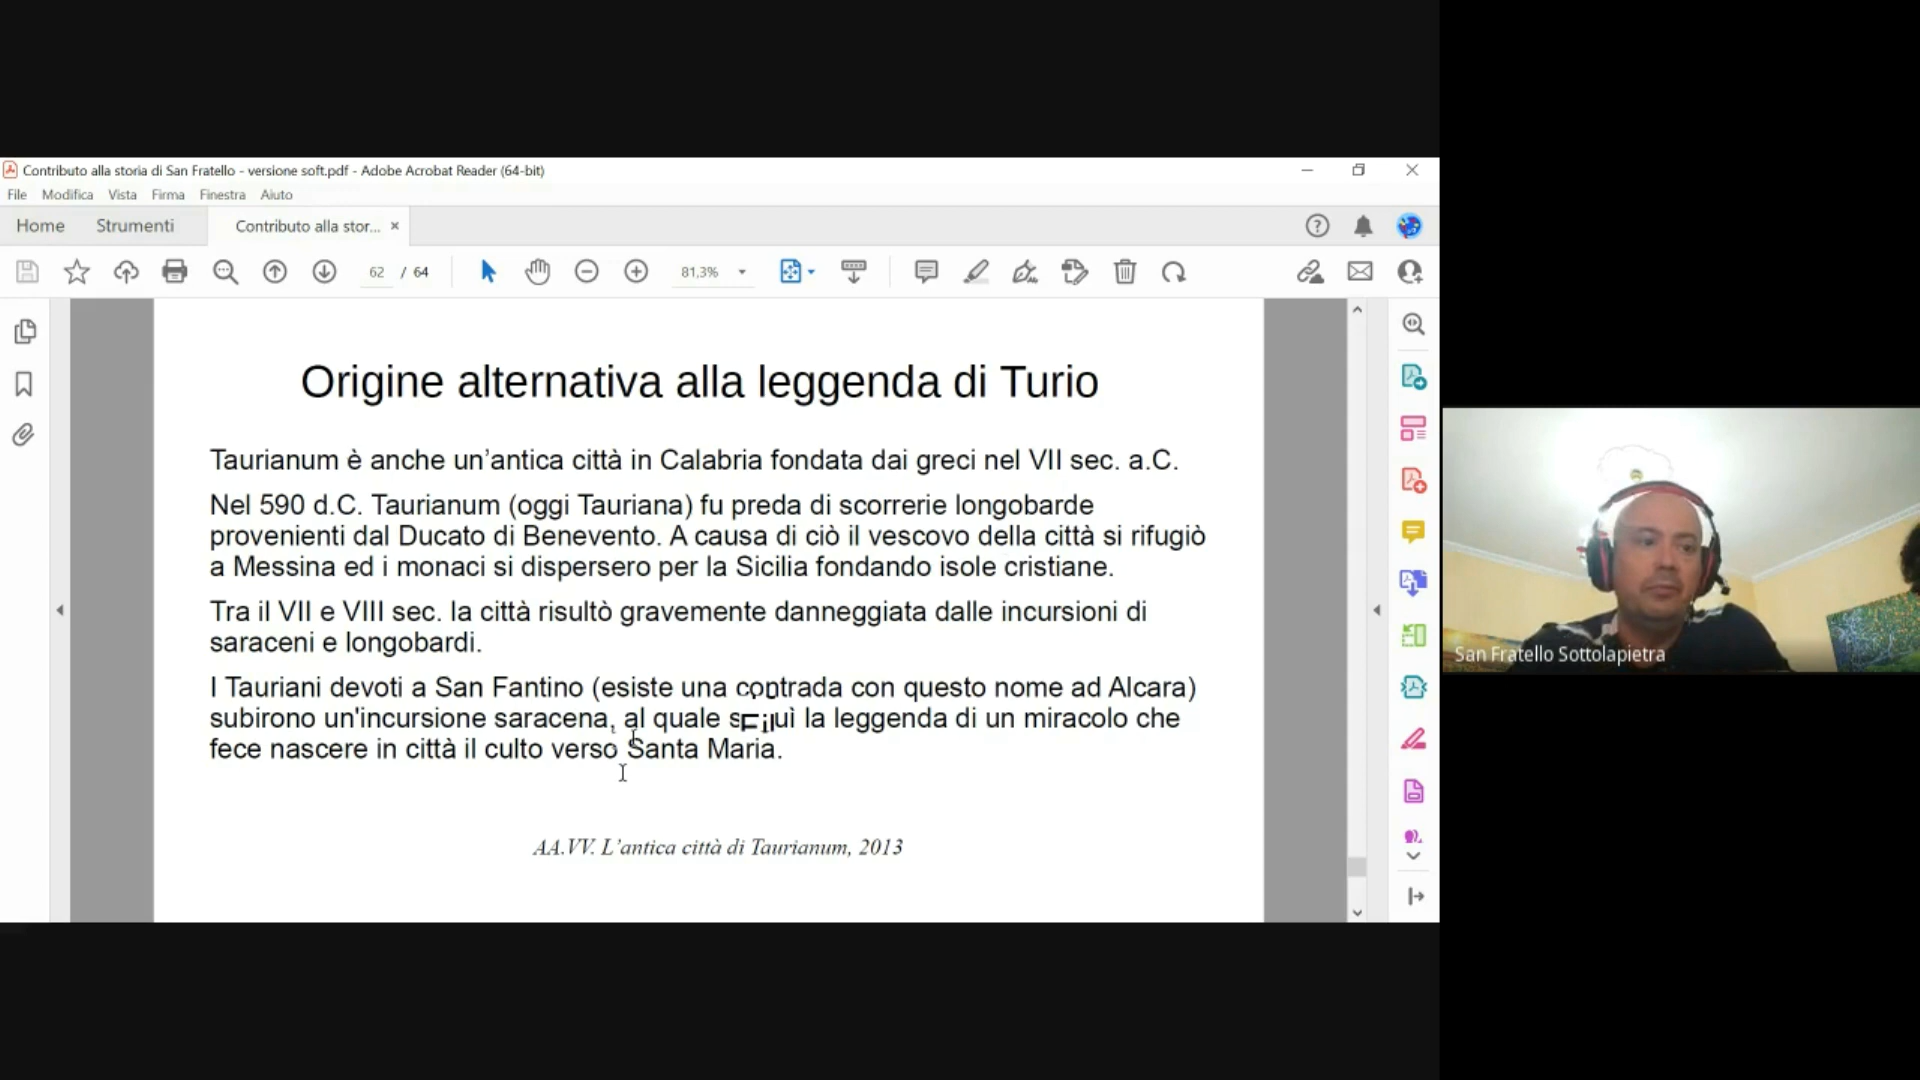 Contributo alla storia di San Fratello - versione soft.pdf - Adobe Acrobat Reader (64-bit)
File Modifica Vista Firma Finestra Aiuto
Home Strumenti Contributo alla stor... ×
62 / 64 81,3%
Origine alternativa alla leggenda di Turio
Taurianum è anche un’antica città in Calabria fondata dai greci nel VII sec. a.C.
Nel 590 d.C. Taurianum (oggi Tauriana) fu preda di scorrerie longobarde
provenienti dal Ducato di Benevento. A causa di ciò il vescovo della città si rifugiò
a Messina ed i monaci si dispersero per la Sicilia fondando isole cristiane.
Tra il VII e VIII sec. la città risultò gravemente danneggiata dalle incursioni di
saraceni e longobardi.
I Tauriani devoti a San Fantino (esiste una contrada con questo nome ad Alcara)
subirono un'incursione saracena, al quale la leggenda di un miracolo che
fece nascere in città il culto verso Santa Maria.
AA.VV. L’antica città di Taurianum, 2013
San Fratello Sottolapietra